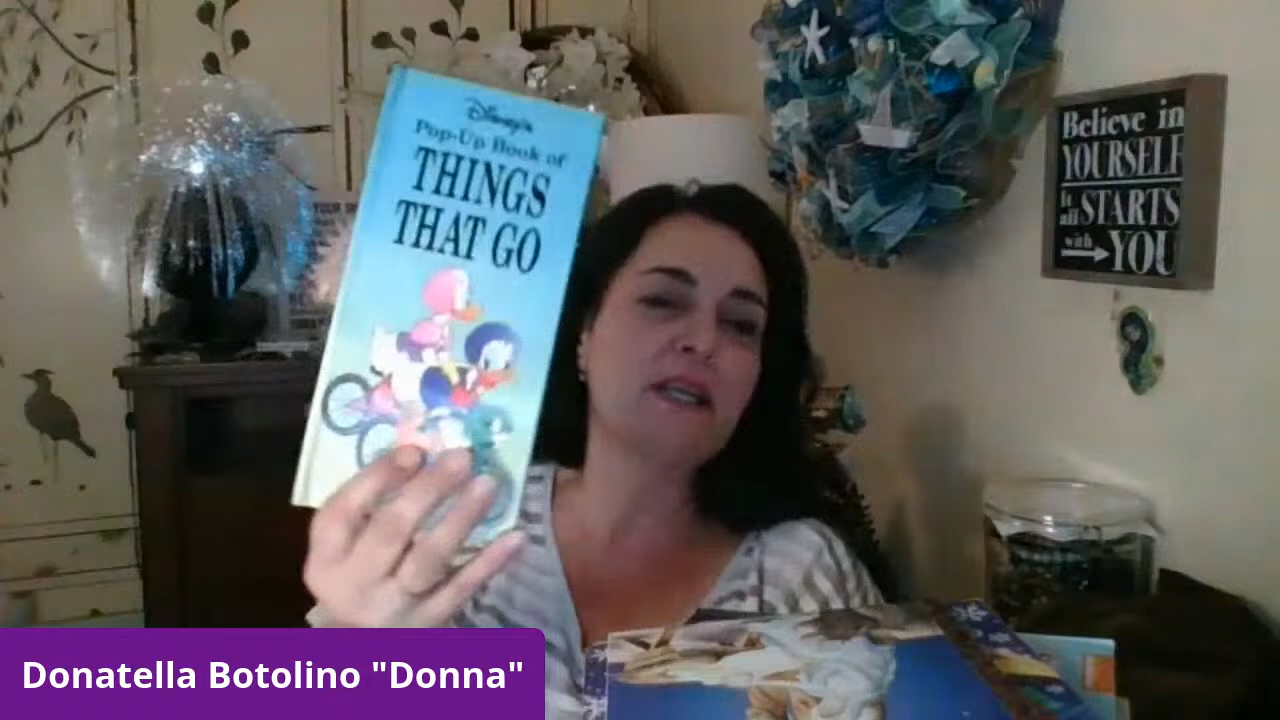 Disney's
Pop-Up Book of
THINGS
THAT GO
Believe in
YOURSELF
it all STARTS
with
YOU
Donatella Botolino "Donna"